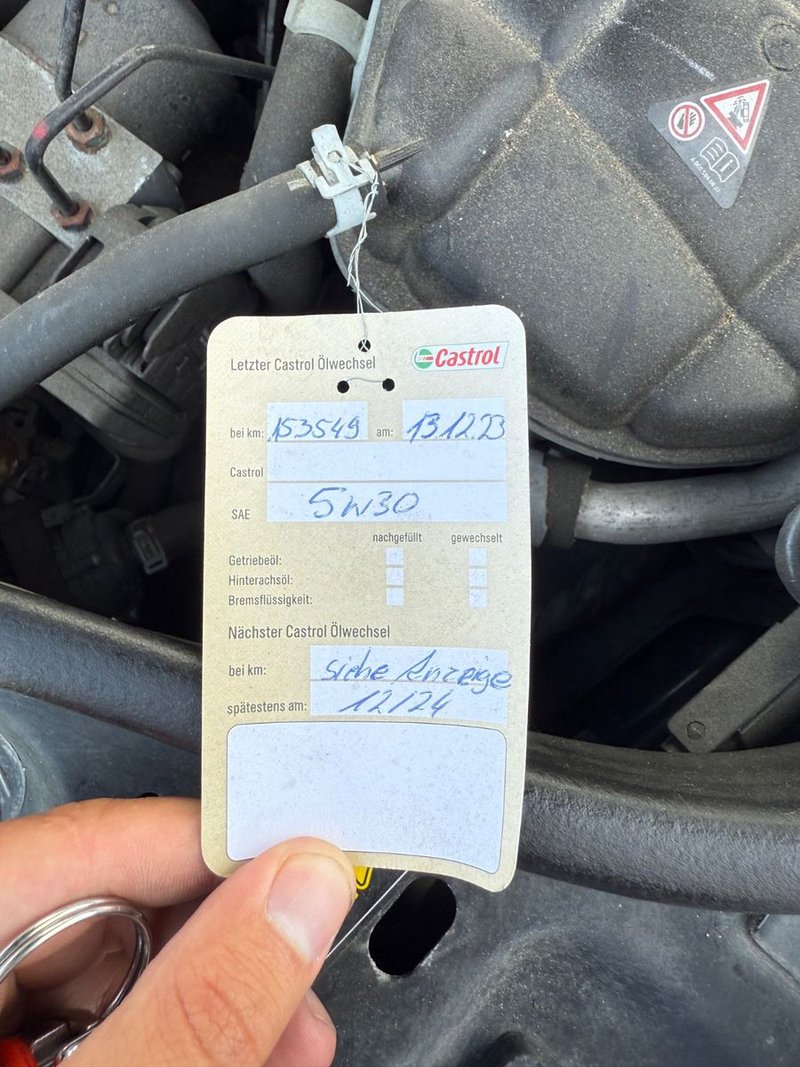 Letzter Castrol Ölwechsel Castrol
bei km: 153549 am: 13.12.23
Castrol
SAE 5W30
nachgefüllt gewechselt
Getriebeöl:
Hinterachsöl:
Bremsflüssigkeit:
Nächster Castrol Ölwechsel
bei km: siehe Anzeige
spätestens am: 12/24